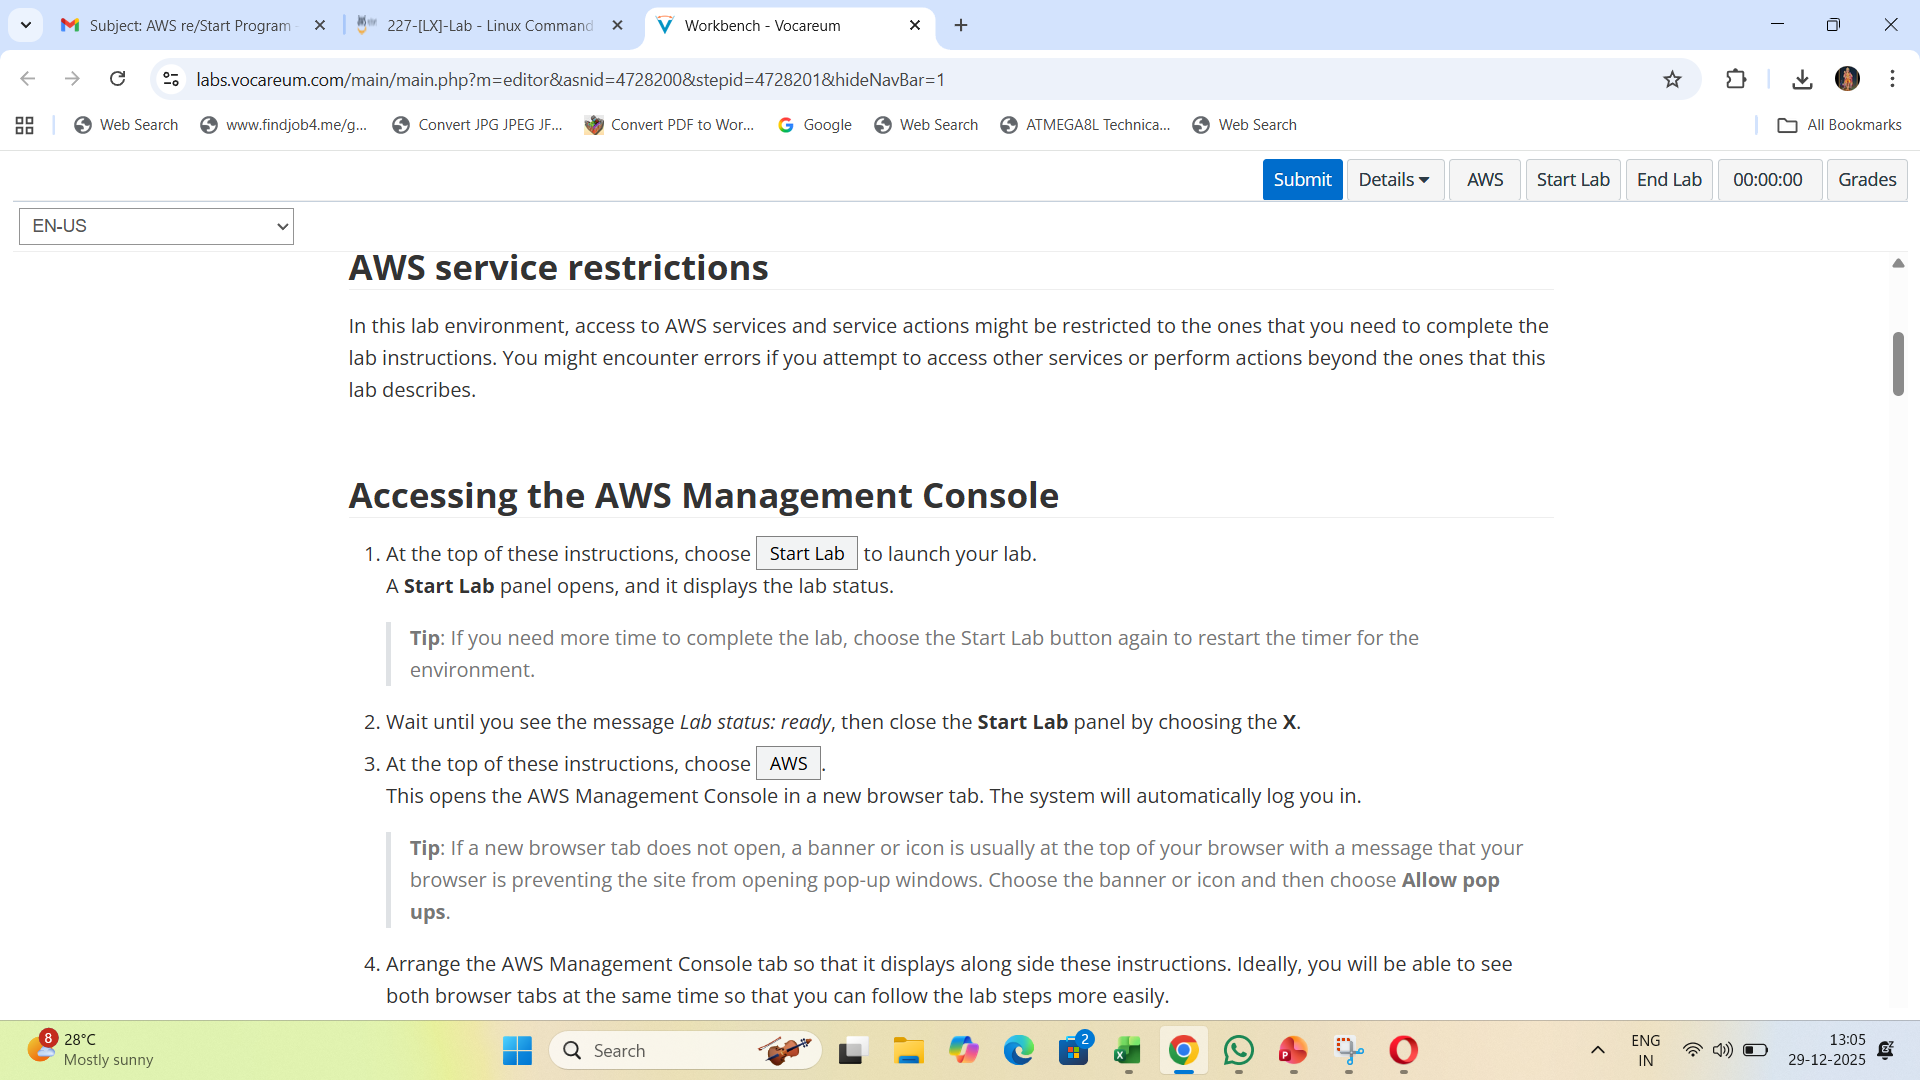 Subject: AWS re/Start Program -
227-[LX]-Lab - Linux Command
Workbench - Vocareum
labs.vocareum.com/main/main.php?m=editor&asnid=4728200&stepid=4728201&hideNavBar=1
Web Search
www.findjob4.me/g...
Convert JPG JPEG JF...
Convert PDF to Wor...
Google
Web Search
ATMEGA8L Technica...
Web Search
All Bookmarks
Submit
Details
AWS
Start Lab
End Lab
00:00:00
Grades
EN-US
AWS service restrictions
In this lab environment, access to AWS services and service actions might be restricted to the ones that you need to complete the
lab instructions. You might encounter errors if you attempt to access other services or perform actions beyond the ones that this
lab describes.
Accessing the AWS Management Console
1. At the top of these instructions, choose Start Lab to launch your lab.
A Start Lab panel opens, and it displays the lab status.
Tip: If you need more time to complete the lab, choose the Start Lab button again to restart the timer for the
environment.
2. Wait until you see the message Lab status: ready, then close the Start Lab panel by choosing the X.
3. At the top of these instructions, choose AWS.
This opens the AWS Management Console in a new browser tab. The system will automatically log you in.
Tip: If a new browser tab does not open, a banner or icon is usually at the top of your browser with a message that your
browser is preventing the site from opening pop-up windows. Choose the banner or icon and then choose Allow pop
ups.
4. Arrange the AWS Management Console tab so that it displays along side these instructions. Ideally, you will be able to see
both browser tabs at the same time so that you can follow the lab steps more easily.
8
28°C
Mostly sunny
Search
2
ENG
IN
13:05
29-12-2025